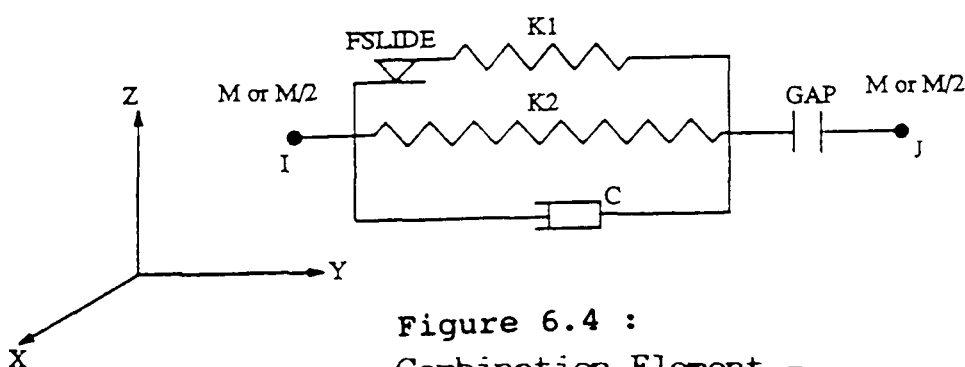 K1
FSLIDE
Z
M or M/2
K2
GAP
M or M/2
I
J
C
Y
X
Figure 6.4 :
Combination Element -